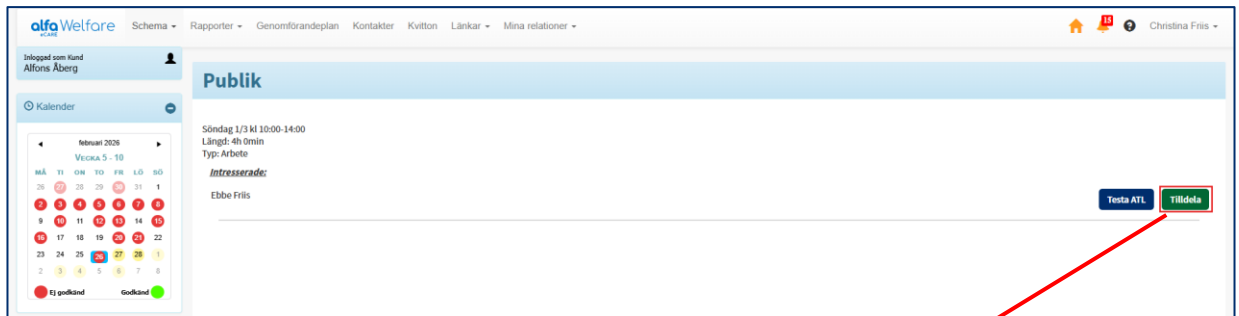 alfa Welfare Schema Rapporter Genomförandeplan Kontakter Kvitton Länkar Mina relationer 15 Christina Friis
eCARE
Inloggad som Kund
Alfons Åberg
Publik
Kalender
Söndag 1/3 kl 10:00-14:00
Längd: 4h 0min
Typ: Arbete
Intresserade:
Ebbe Friis
Testa ATL Tilldela
februari 2026
VECKA 5 - 10
MÅ TI ON TO FR LÖ SÖ
26 27 28 29 30 31 1
2 3 4 5 6 7 8
9 10 11 12 13 14 15
16 17 18 19 20 21 22
23 24 25 26 27 28 1
2 3 4 5 6 7 8
Ej godkänd Godkänd